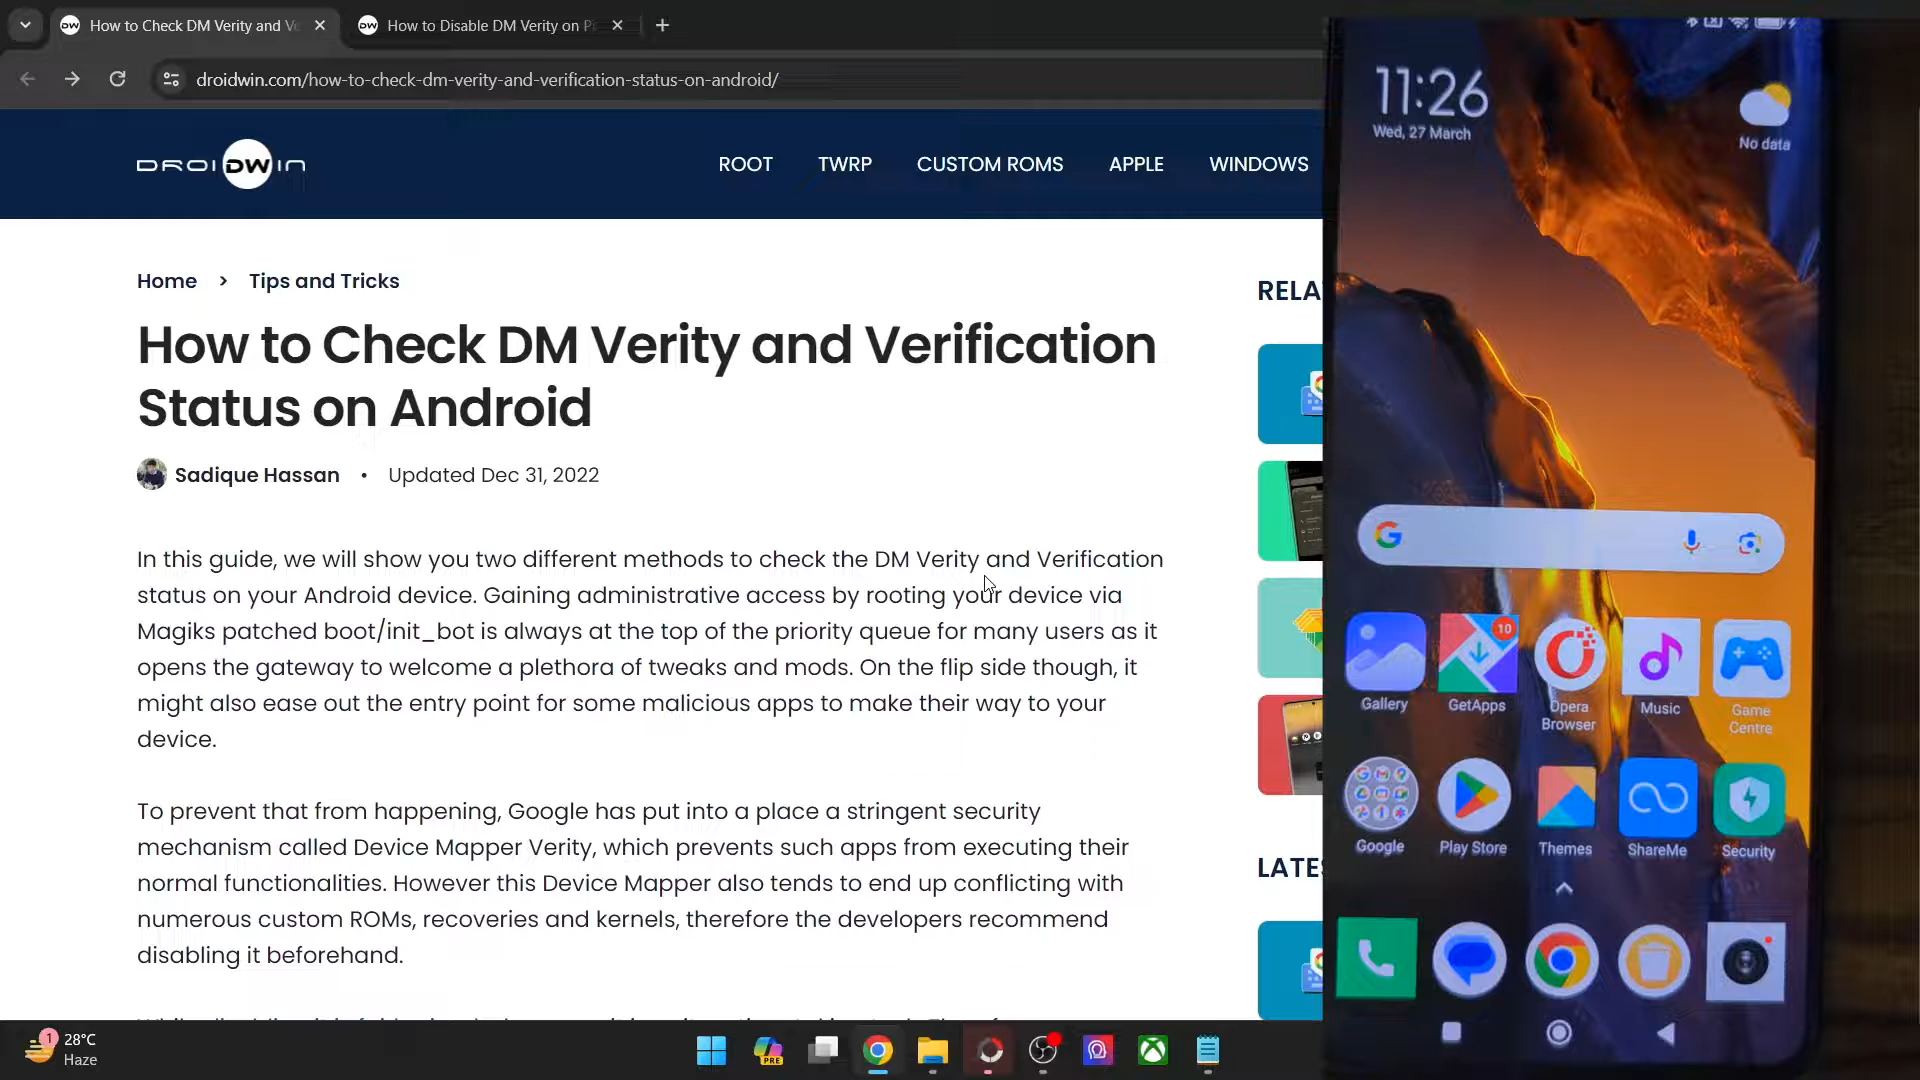 How to Check DM Verity and Ve
How to Disable DM Verity on P
droidwin.com/how-to-check-dm-verity-and-verification-status-on-android/
DROIDWIN
DW
ROOT
TWRP
CUSTOM ROMS
APPLE
WINDOWS
Home > Tips and Tricks
How to Check DM Verity and Verification
Status on Android
Sadique Hassan • Updated Dec 31, 2022
In this guide, we will show you two different methods to check the DM Verity and Verification
status on your Android device. Gaining administrative access by rooting your device via
Magiks patched boot/init_bot is always at the top of the priority queue for many users as it
opens the gateway to welcome a plethora of tweaks and mods. On the flip side though, it
might also ease out the entry point for some malicious apps to make their way to your
device.
To prevent that from happening, Google has put into a place a stringent security
mechanism called Device Mapper Verity, which prevents such apps from executing their
normal functionalities. However this Device Mapper also tends to end up conflicting with
numerous custom ROMs, recoveries and kernels, therefore the developers recommend
disabling it beforehand.
RELA
LATES
11:26
Wed, 27 March
No data
10
Gallery
GetApps
Opera
Browser
Music
Game
Centre
Google
Play Store
Themes
ShareMe
Security
1
28°C
Haze
PRE